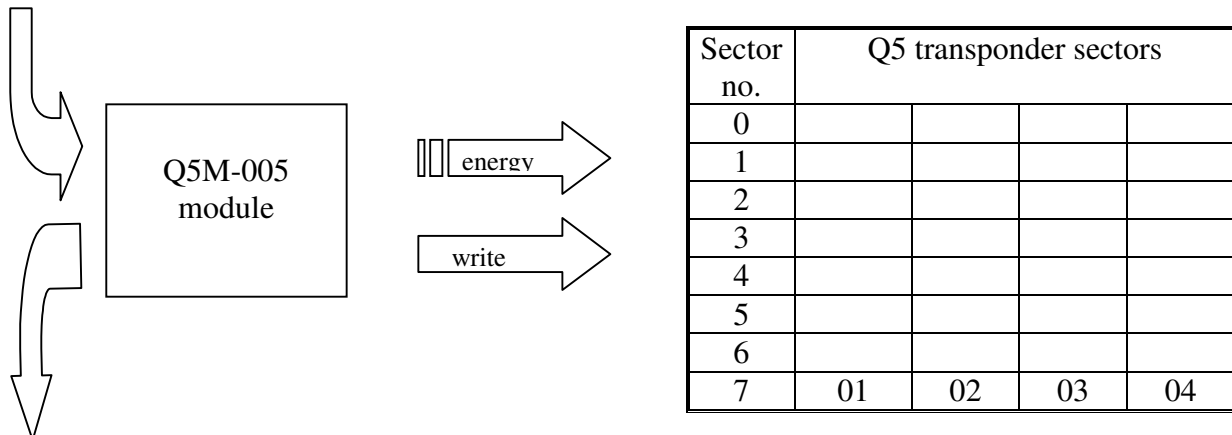 Q5M-005
module
energy
write
Sector no. Q5 transponder sectors
0
1
2
3
4
5
6
7 01 02 03 04